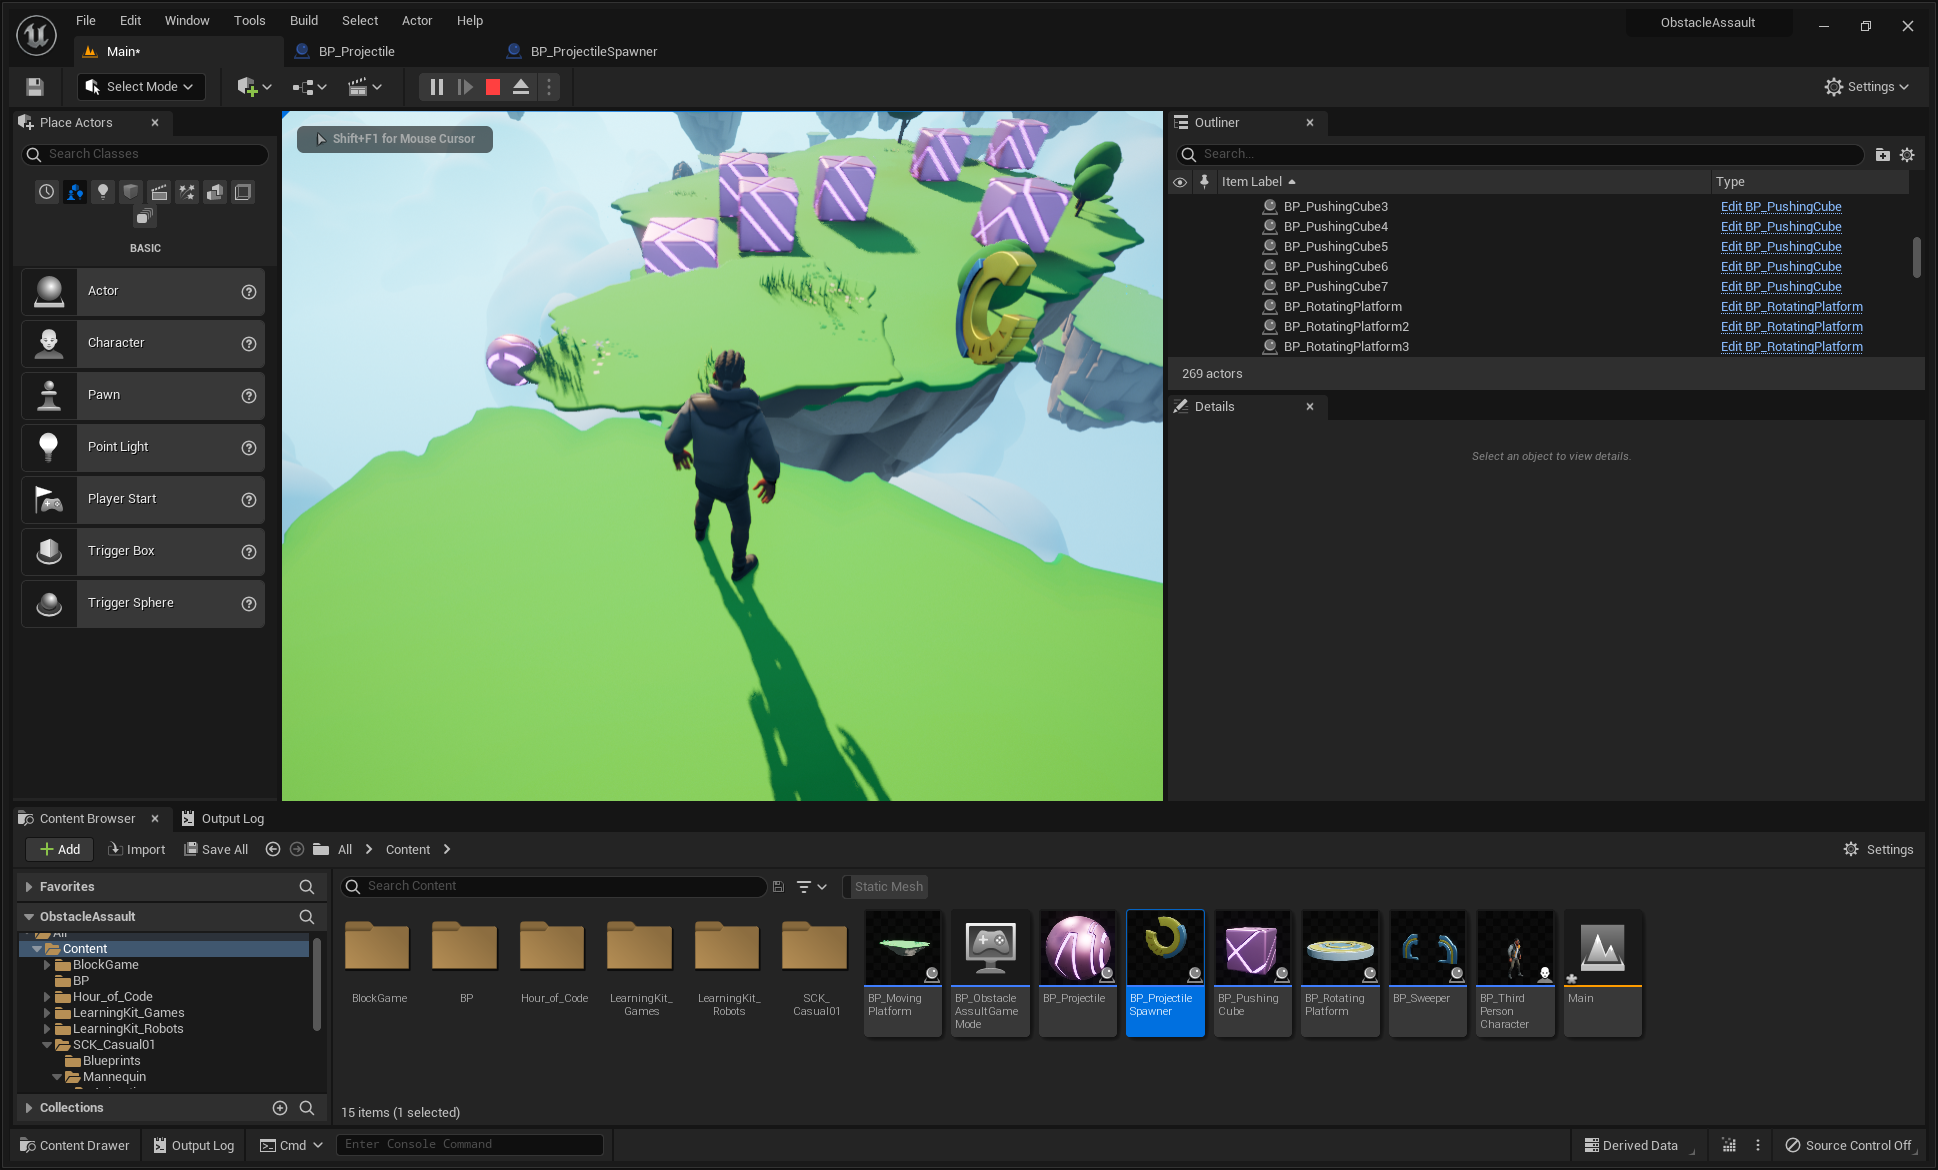 File Edit Window Tools Build Select Actor Help
ObstacleAssault
Main*
BP_Projectile
BP_ProjectileSpawner
Select Mode
Settings
Place Actors
Search Classes
BASIC
Actor
Character
Pawn
Point Light
Player Start
Trigger Box
Trigger Sphere
Shift+F1 for Mouse Cursor
Outliner
Search...
Item Label Type
BP_PushingCube3 Edit BP_PushingCube
BP_PushingCube4 Edit BP_PushingCube
BP_PushingCube5 Edit BP_PushingCube
BP_PushingCube6 Edit BP_PushingCube
BP_PushingCube7 Edit BP_PushingCube
BP_RotatingPlatform Edit BP_RotatingPlatform
BP_RotatingPlatform2 Edit BP_RotatingPlatform
BP_RotatingPlatform3 Edit BP_RotatingPlatform
269 actors
Details
Select an object to view details.
Content Browser
Output Log
Add Import Save All All Content
Settings
Favorites
ObstacleAssault
All
Content
BlockGame
BP
Hour_of_Code
LearningKit_Games
LearningKit_Robots
SCK_Casual01
Blueprints
Mannequin
Collections
Search Content
Static Mesh
BlockGame
BP
Hour_of_Code
LearningKit_
Games
LearningKit_
Robots
SCK_
Casual01
BP_Moving
Platform
BP_Obstacle
AssultGame
Mode
BP_Projectile
BP_Projectile
Spawner
BP_Pushing
Cube
BP_Rotating
Platform
BP_Sweeper
BP_Third
Person
Character
Main
15 items (1 selected)
Content Drawer Output Log Cmd Enter Console Command
Derived Data Source Control Off